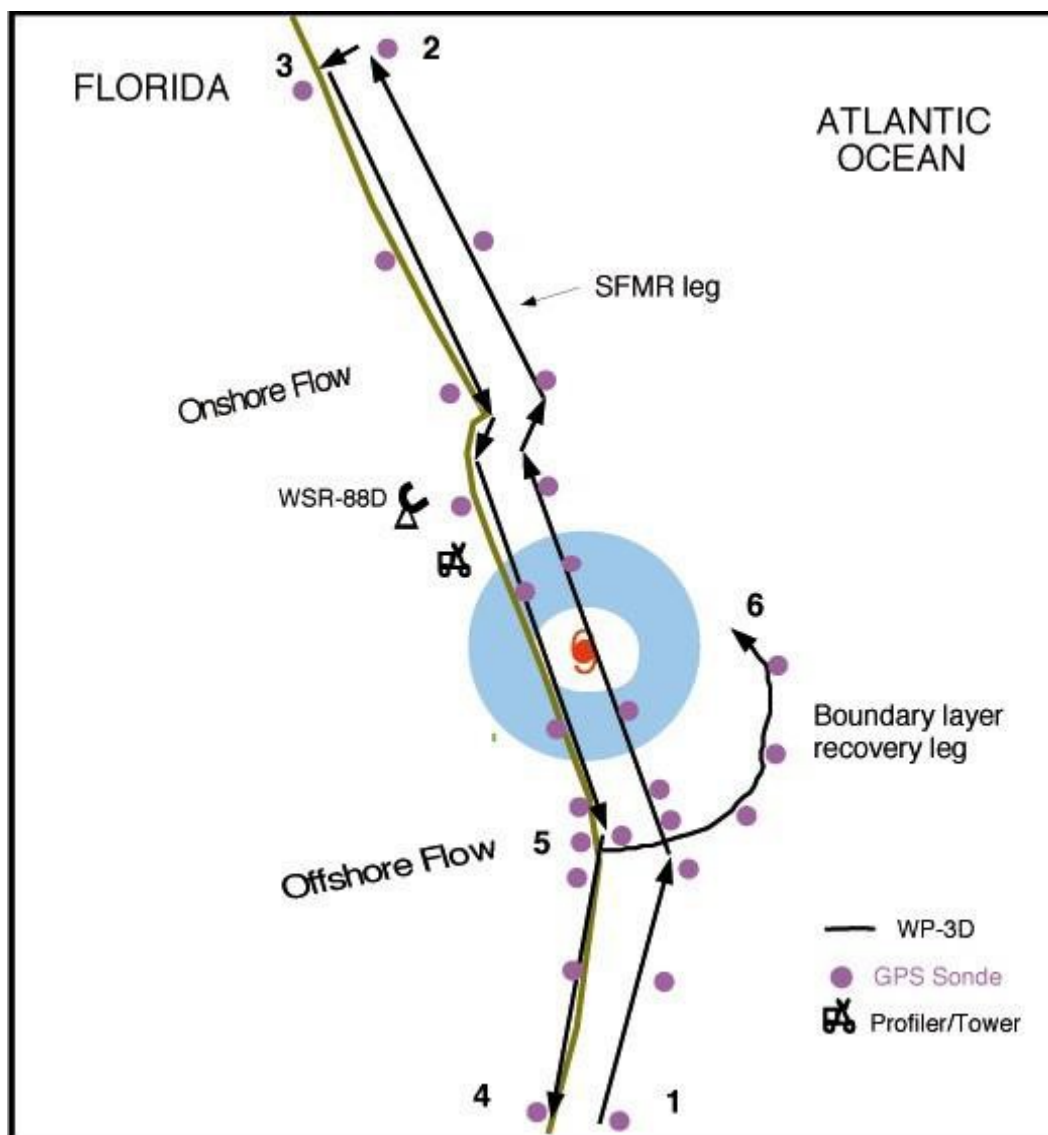 3
2
FLORIDA
ATLANTIC
OCEAN
SFMR leg
Onshore Flow
WSR-88D
6
Boundary layer
recovery leg
5
Offshore Flow
WP-3D
GPS Sonde
Profiler/Tower
4
1